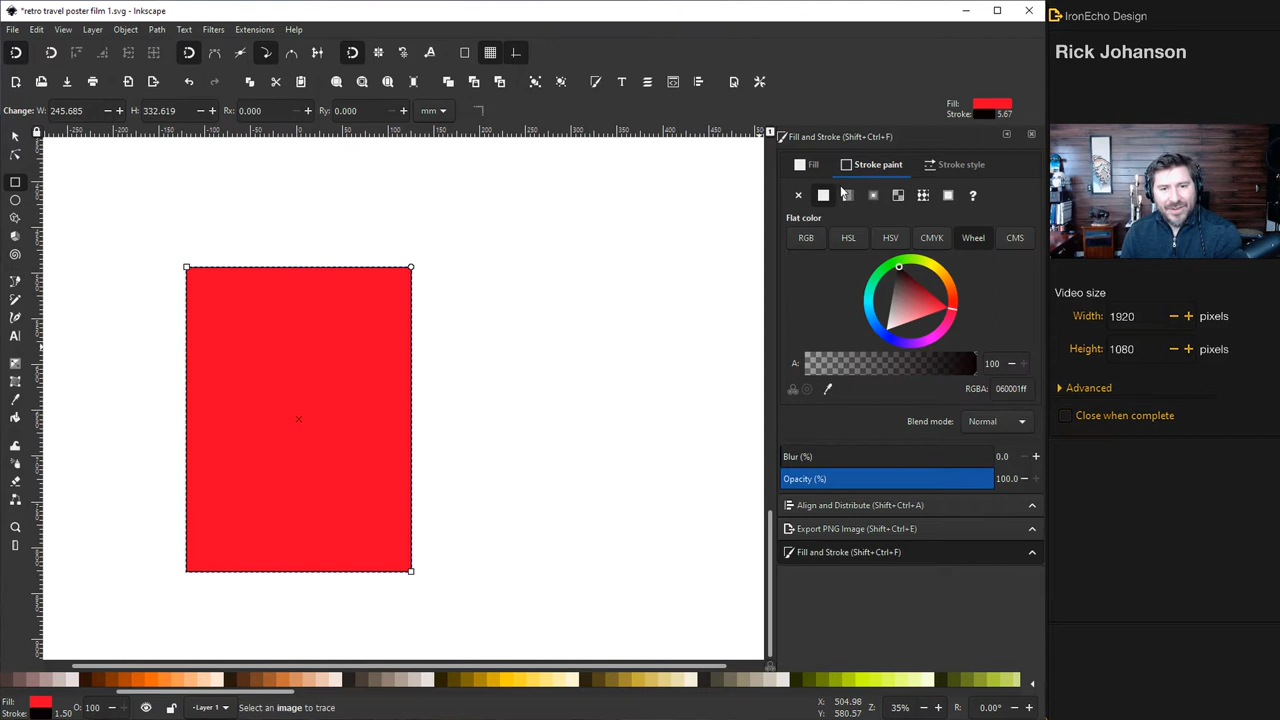 *retro travel poster film 1.svg - Inkscape
File Edit View Layer Object Path Text Filters Extensions Help
Change: W: 245.685 H: 332.619 Rx: 0.000 Ry: 0.000 mm
Fill:
Stroke: 5.67
Fill and Stroke (Shift+Ctrl+F)
Fill Stroke paint Stroke style
?
Flat color
RGB HSL HSV CMYK Wheel CMS
A: 100
RGBA: 060001ff
Blend mode: Normal
Blur (%) 0.0
Opacity (%) 100.0
Align and Distribute (Shift+Ctrl+A)
Export PNG Image (Shift+Ctrl+E)
Fill and Stroke (Shift+Ctrl+F)
IronEcho Design
Rick Johanson
Video size
Width: 1920 pixels
Height: 1080 pixels
Advanced
Close when complete
Fill:
Stroke: 1.50
O: 100
Layer 1
Select an image to trace
X: 504.98
Y: 580.57
Z: 35%
R: 0.00°